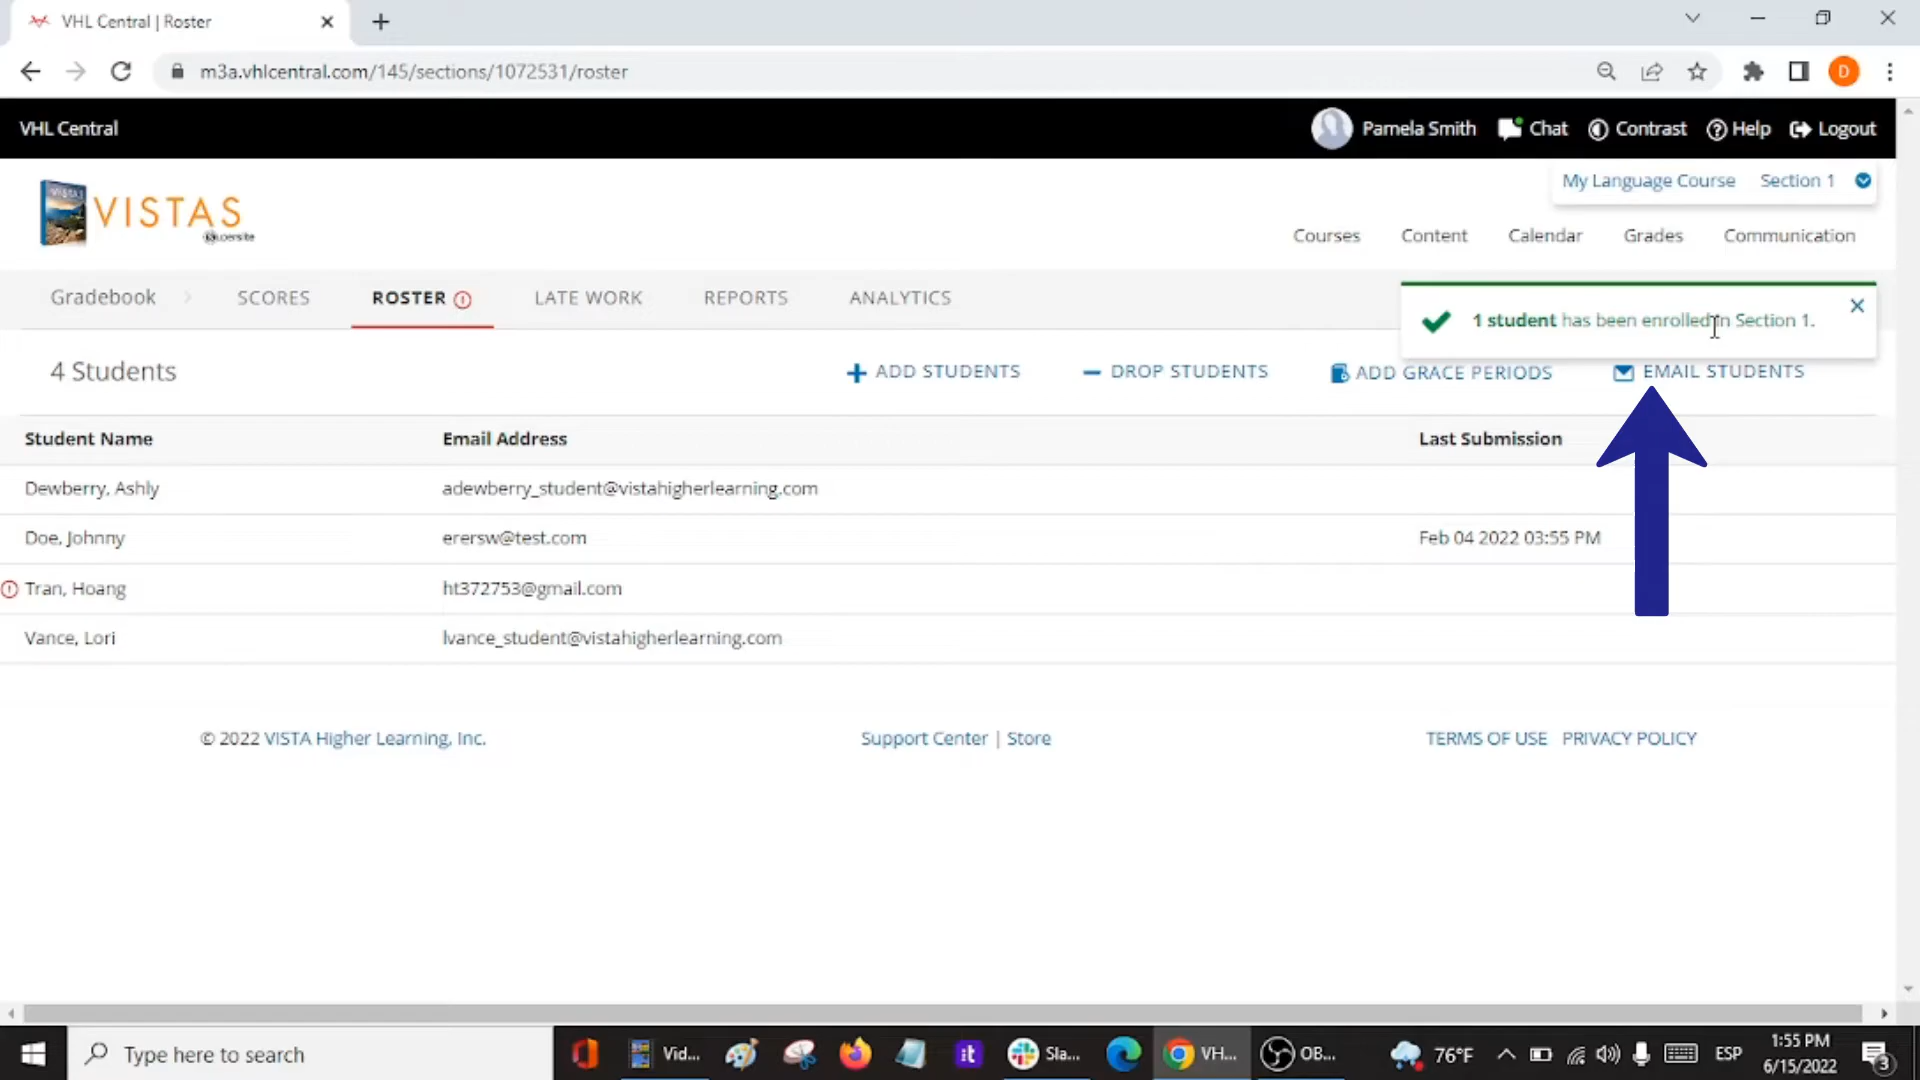 VHL Central | Roster
m3a.vhlcentral.com/145/sections/1072531/roster
D
VHL Central
Pamela Smith
Chat
Contrast
Help
Logout
VISTAS
My Language Course
Section 1
Courses
Content
Calendar
Grades
Communication
Gradebook
SCORES
ROSTER
LATE WORK
REPORTS
ANALYTICS
1 student has been enrolled in Section 1.
4 Students
ADD STUDENTS
DROP STUDENTS
ADD GRACE PERIODS
EMAIL STUDENTS
Student Name
Email Address
Last Submission
Dewberry, Ashly
adewberry_student@vistahigherlearning.com
Doe, Johnny
erersw@test.com
Feb 04 2022 03:55 PM
Tran, Hoang
ht372753@gmail.com
Vance, Lori
lvance_student@vistahigherlearning.com
© 2022 VISTA Higher Learning, Inc.
Support Center | Store
TERMS OF USE
PRIVACY POLICY
Type here to search
Vid...
it
Sla...
VH...
OB...
76°F
ESP
1:55 PM
6/15/2022
3